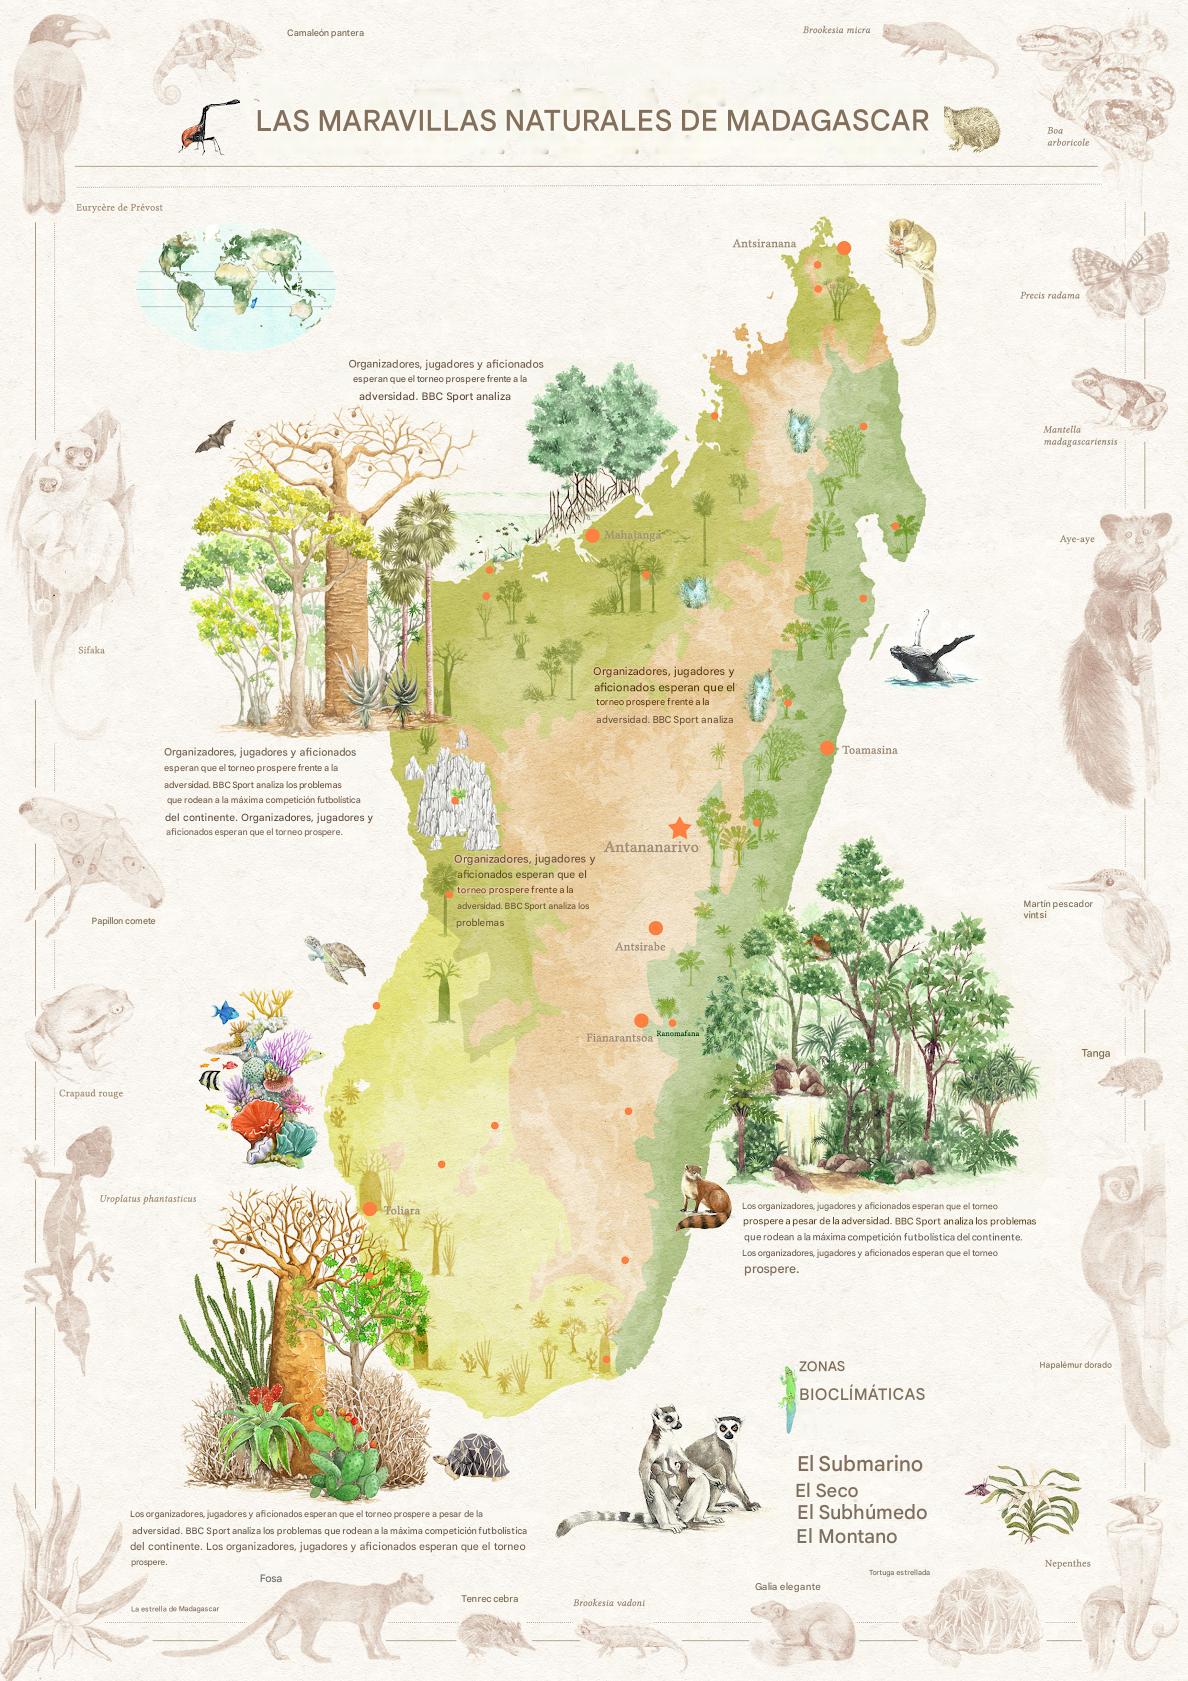 Camaleón pantera
Brookesia micra
LAS MARAVILLAS NATURALES DE MADAGASCAR
Boa
arboricole
Eurycère de Prévost
Antsiranana
Precis radama
Organizadores, jugadores y aficionados
esperan que el torneo prospere frente a la
adversidad. BBC Sport analiza
Mantella
madagascariensis
Mahajanga
Aye-aye
Sifaka
Organizadores, jugadores y
aficionados esperan que el
torneo prospere frente a la
adversidad. BBC Sport analiza
Toamasina
Organizadores, jugadores y aficionados
esperan que el torneo prospere frente a la
adversidad. BBC Sport analiza los problemas
que rodean a la máxima competición futbolística
del continente. Organizadores, jugadores y
aficionados esperan que el torneo prospere.
Antananarivo
Organizadores, jugadores y
aficionados esperan que el
torneo prospere frente a la
adversidad. BBC Sport analiza los
problemas
Papillon comete
Martín pescador
vintsi
Antsirabe
Fianarantsoa
Ranomafana
Tanga
Crapaud rouge
Uroplatus phantasticus
Toliara
Los organizadores, jugadores y aficionados esperan que el torneo
prospere a pesar de la adversidad. BBC Sport analiza los problemas
que rodean a la máxima competición futbolística del continente.
Los organizadores, jugadores y aficionados esperan que el torneo
prospere.
ZONAS
BIOCLÍMÁTICAS
Hapalémur dorado
El Submarino
El Seco
El Subhúmedo
El Montano
Los organizadores, jugadores y aficionados esperan que el torneo prospere a pesar de la
adversidad. BBC Sport analiza los problemas que rodean a la máxima competición futbolística
del continente. Los organizadores, jugadores y aficionados esperan que el torneo
prospere.
Nepenthes
Fosa
Tortuga estrellada
Galia elegante
Tenrec cebra
Brookesia vadoni
La estrella de Madagascar